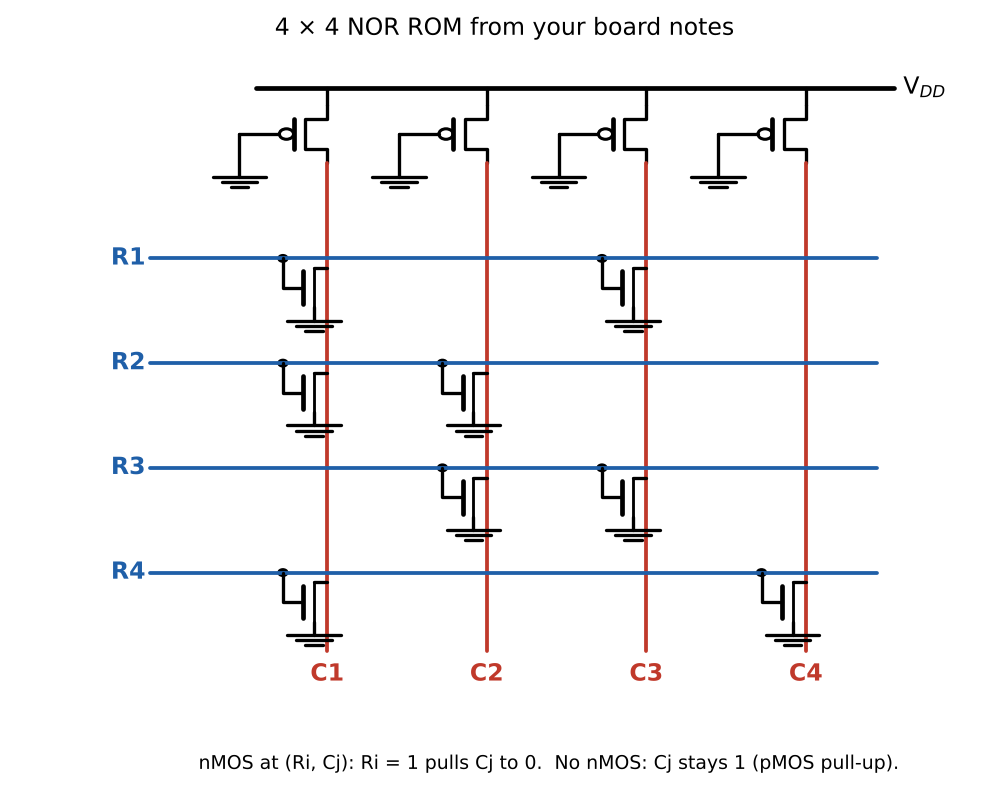 4 × 4 NOR ROM from your board notes
V_DD
R1
R2
R3
R4
C1 C2 C3 C4
nMOS at (Ri, Cj): Ri = 1 pulls Cj to 0.  No nMOS: Cj stays 1 (pMOS pull-up).